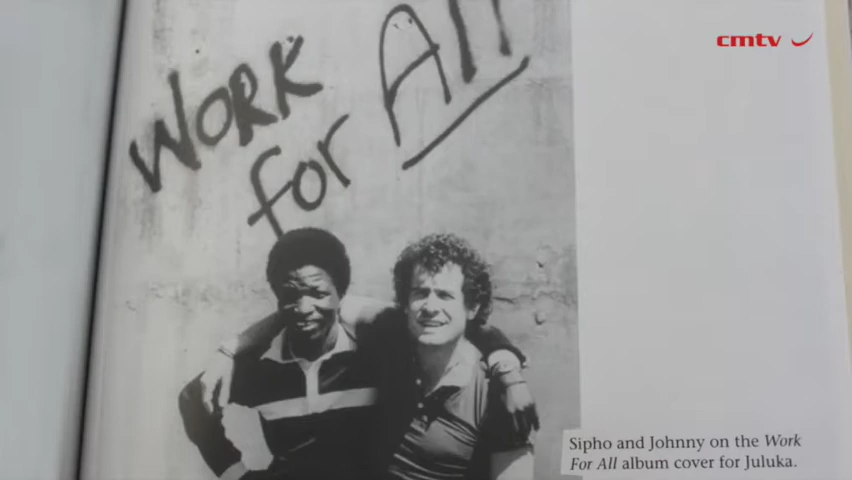 cmtv
Work
for All
Sipho and Johnny on the Work
For All album cover for Juluka.